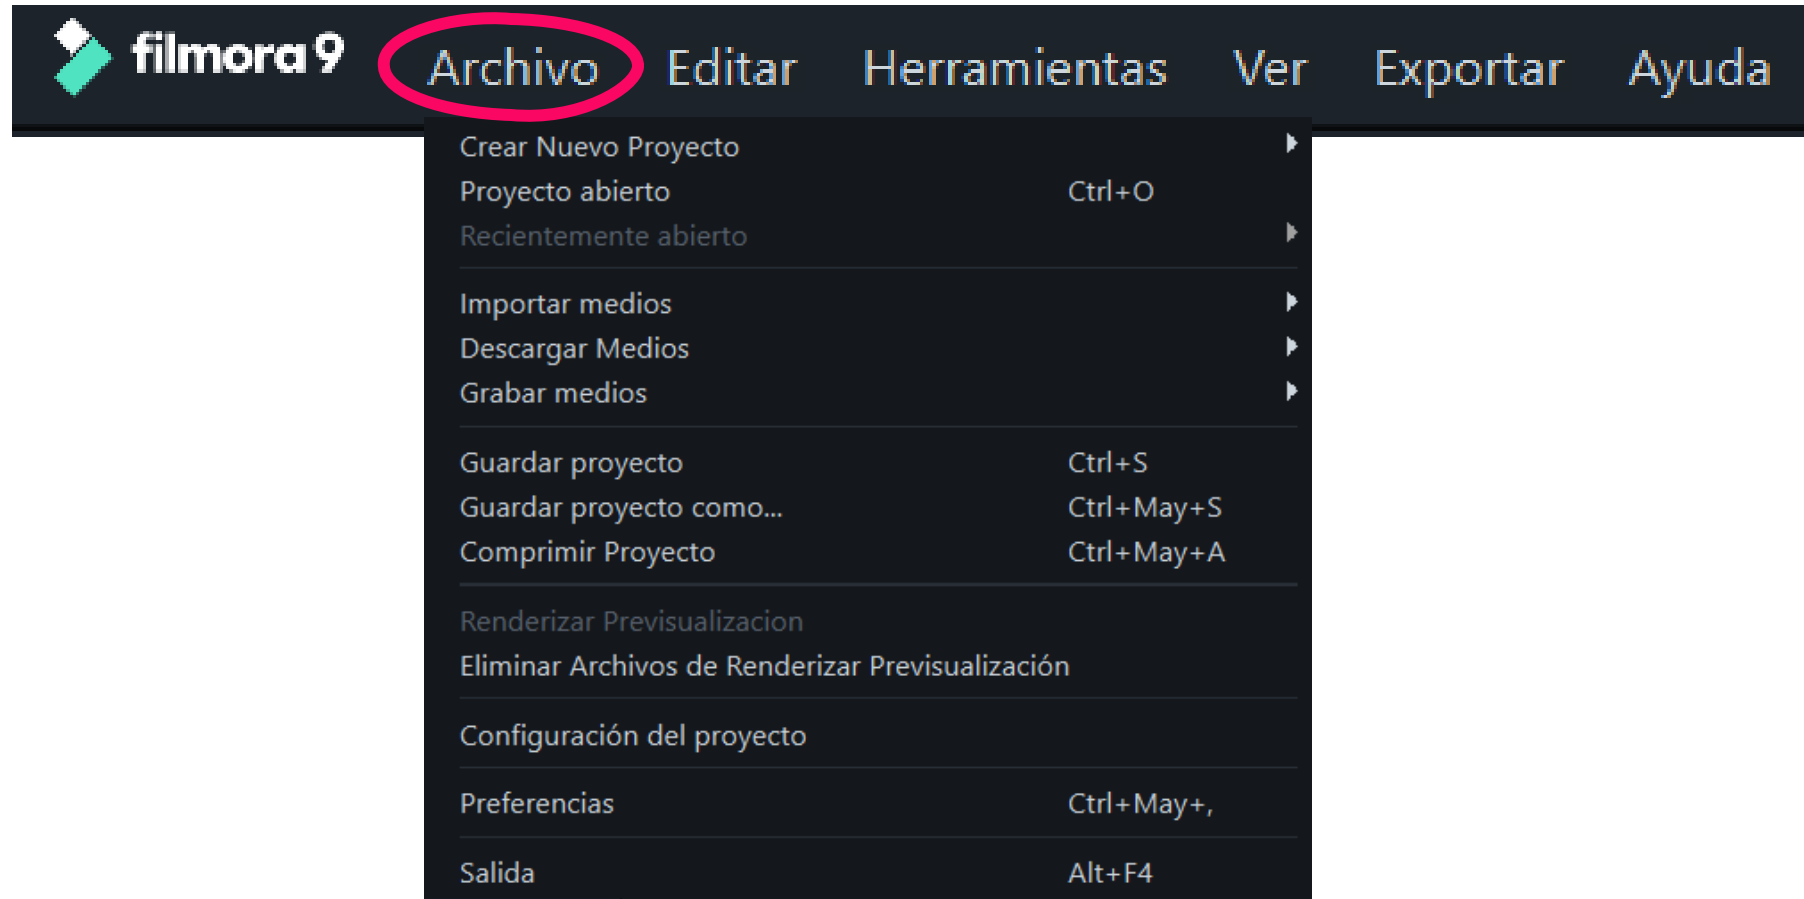 filmora9 Archivo Editar Herramientas Ver Exportar Ayuda
Crear Nuevo Proyecto
Proyecto abierto Ctrl+O
Recientemente abierto
Importar medios
Descargar Medios
Grabar medios
Guardar proyecto Ctrl+S
Guardar proyecto como... Ctrl+May+S
Comprimir Proyecto Ctrl+May+A
Renderizar Previsualizacion
Eliminar Archivos de Renderizar Previsualización
Configuración del proyecto
Preferencias Ctrl+May+,
Salida Alt+F4